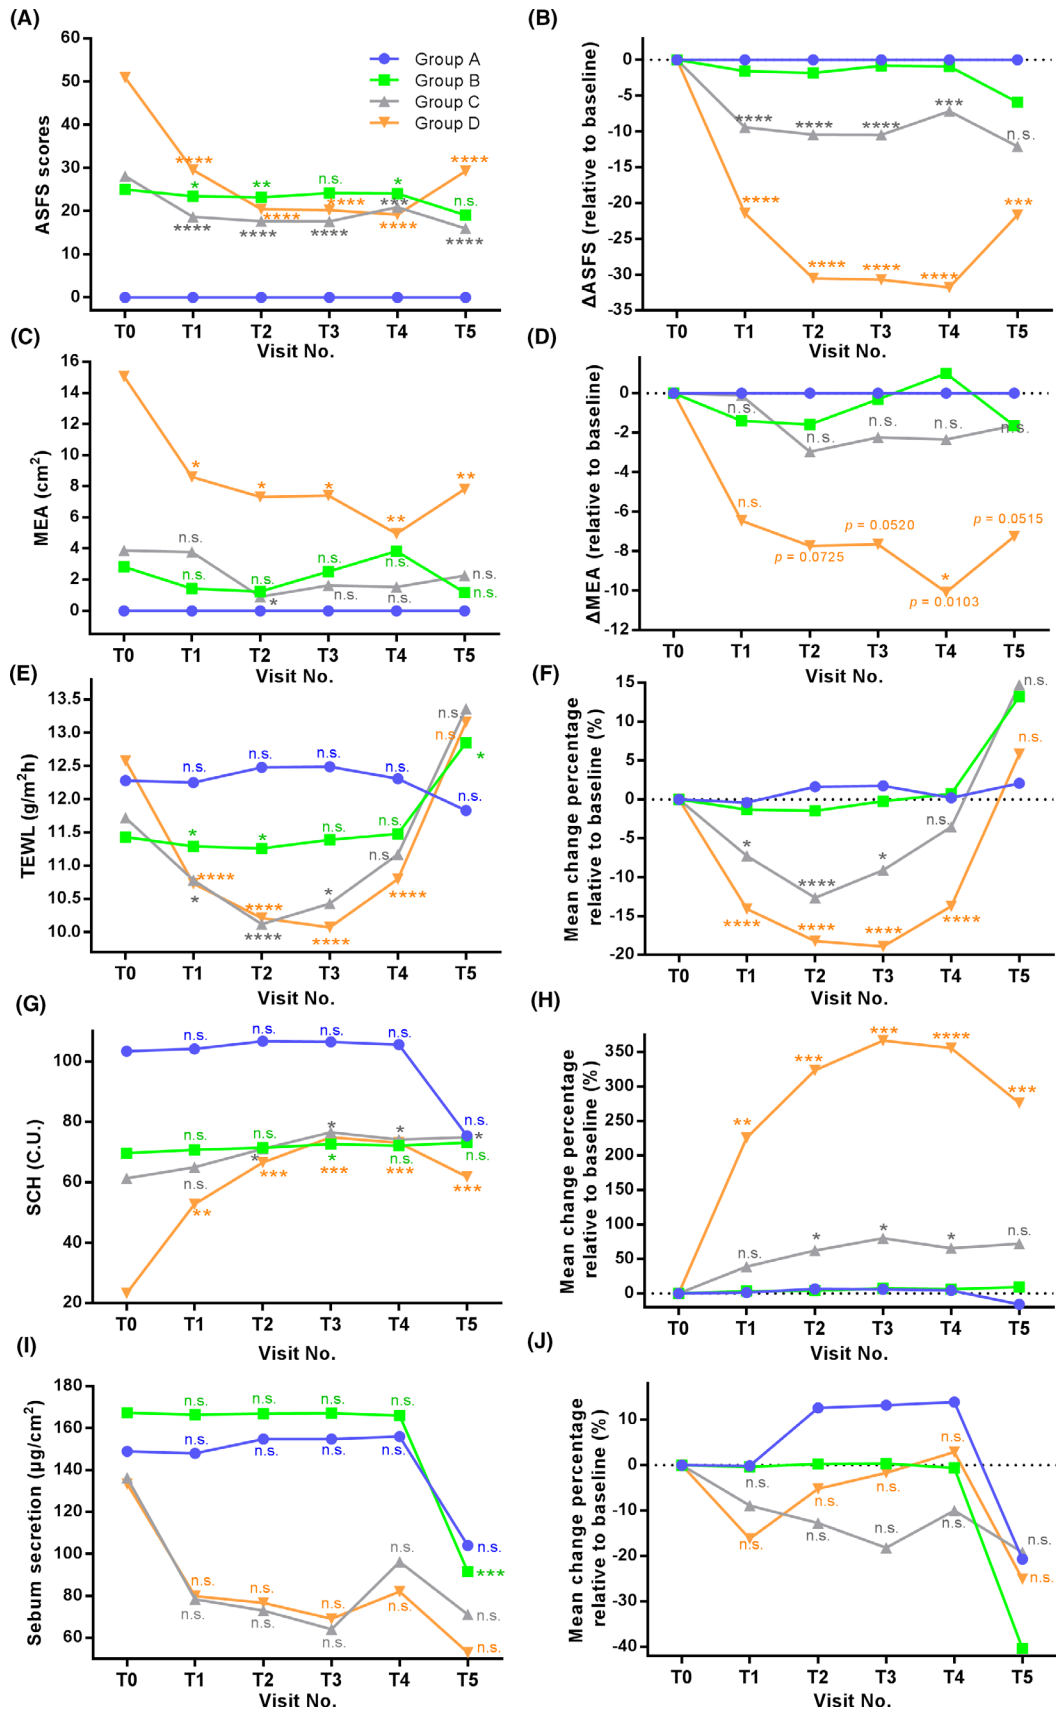 (A)
ASFS scores
60
50
40
30
20
10
0
Group A
Group B
Group C
Group D
****
****
*
**
n.s.
*
n.s.
****
****
***
****
****
****
****
****
T0 T1 T2 T3 T4 T5
Visit No.
(B)
ΔASFS (relative to baseline)
0
-5
-10
-15
-20
-25
-30
-35
****
****
****
***
n.s.
****
****
****
****
***
T0 T1 T2 T3 T4 T5
Visit No.
(C)
MEA (cm²)
16
14
12
10
8
6
4
2
0
*
*
*
**
**
n.s.
n.s.
n.s.
n.s.
n.s.
n.s.
*
n.s.
n.s.
n.s.
T0 T1 T2 T3 T4 T5
Visit No.
(D)
ΔMEA (relative to baseline)
0
-2
-4
-6
-8
-10
-12
n.s.
n.s.
n.s.
n.s.
n.s.
n.s.
p = 0.0725
p = 0.0520
*
p = 0.0103
p = 0.0515
T0 T1 T2 T3 T4 T5
Visit No.
(E)
TEWL (g/m²h)
13.5
13.0
12.5
12.0
11.5
11.0
10.5
10.0
n.s.
n.s.
n.s.
n.s.
n.s.
n.s.
n.s.
*
*
*
n.s.
n.s.
n.s.
****
*
****
****
*
****
****
T0 T1 T2 T3 T4 T5
Visit No.
(F)
Mean change percentage
relative to baseline (%)
15
10
5
0
-5
-10
-15
-20
n.s.
n.s.
*
****
*
n.s.
****
****
****
****
T0 T1 T2 T3 T4 T5
Visit No.
(G)
SCH (C.U.)
100
80
60
40
20
n.s.
n.s.
n.s.
n.s.
n.s.
n.s.
n.s.
*
*
*
n.s.
*
*
n.s.
n.s.
**
***
***
***
***
T0 T1 T2 T3 T4 T5
Visit No.
(H)
Mean change percentage
relative to baseline (%)
350
300
250
200
150
100
50
0
**
***
***
****
***
n.s.
*
*
*
n.s.
T0 T1 T2 T3 T4 T5
Visit No.
(I)
Sebum secretion (µg/cm²)
180
160
140
120
100
80
60
n.s.
n.s.
n.s.
n.s.
n.s.
n.s.
n.s.
n.s.
n.s.
***
n.s.
n.s.
n.s.
n.s.
n.s.
n.s.
n.s.
n.s.
n.s.
n.s.
T0 T1 T2 T3 T4 T5
Visit No.
(J)
Mean change percentage
relative to baseline (%)
10
0
-10
-20
-30
-40
n.s.
n.s.
n.s.
n.s.
n.s.
n.s.
n.s.
n.s.
n.s.
n.s.
T0 T1 T2 T3 T4 T5
Visit No.